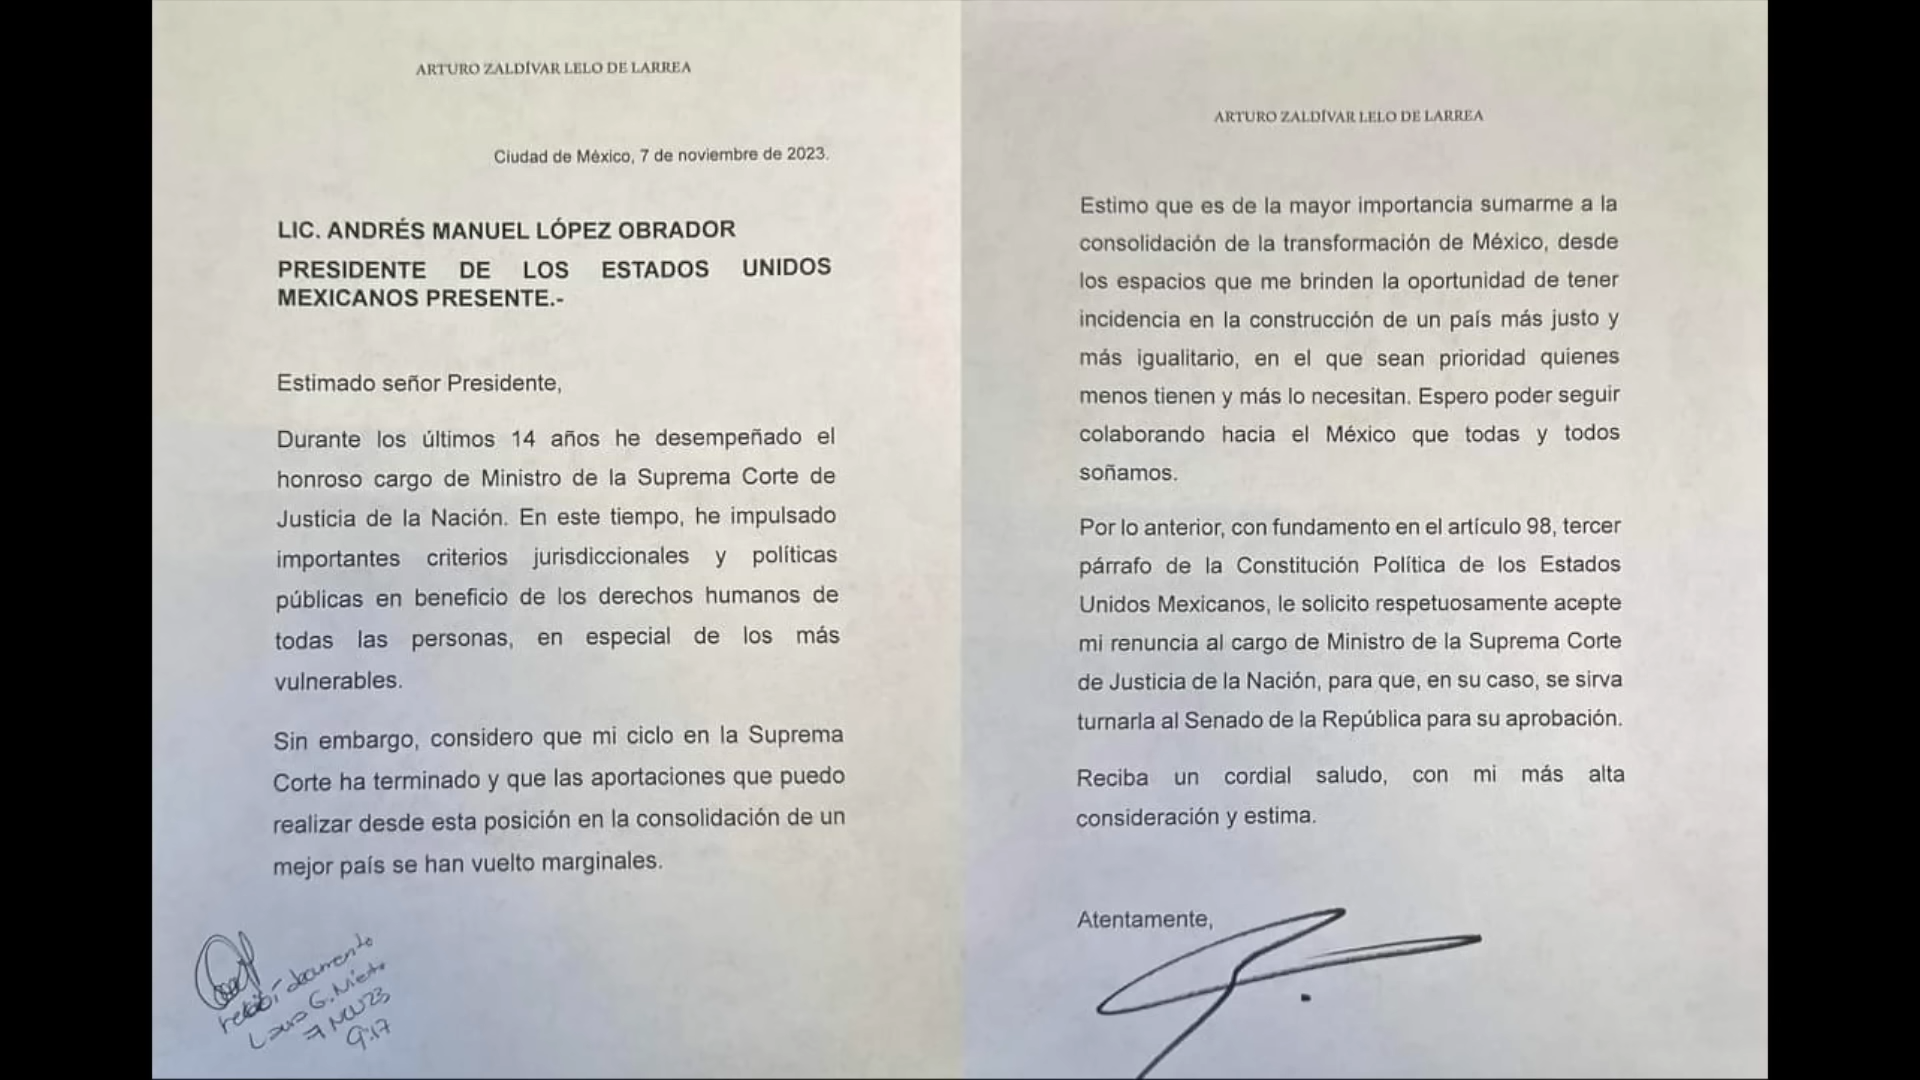 ARTURO ZALDÍVAR LELO DE LARREA
Ciudad de México, 7 de noviembre de 2023.
LIC. ANDRÉS MANUEL LÓPEZ OBRADOR
PRESIDENTE DE LOS ESTADOS UNIDOS
MEXICANOS PRESENTE.-
Estimado señor Presidente,
Durante los últimos 14 años he desempeñado el
honroso cargo de Ministro de la Suprema Corte de
Justicia de la Nación. En este tiempo, he impulsado
importantes criterios jurisdiccionales y políticas
públicas en beneficio de los derechos humanos de
todas las personas, en especial de los más
vulnerables.
Sin embargo, considero que mi ciclo en la Suprema
Corte ha terminado y que las aportaciones que puedo
realizar desde esta posición en la consolidación de un
mejor país se han vuelto marginales.
recibí documento
Laura G. Nieto
7 NOV 23
9:17
ARTURO ZALDÍVAR LELO DE LARREA
Estimo que es de la mayor importancia sumarme a la
consolidación de la transformación de México, desde
los espacios que me brinden la oportunidad de tener
incidencia en la construcción de un país más justo y
más igualitario, en el que sean prioridad quienes
menos tienen y más lo necesitan. Espero poder seguir
colaborando hacia el México que todas y todos
soñamos.
Por lo anterior, con fundamento en el artículo 98, tercer
párrafo de la Constitución Política de los Estados
Unidos Mexicanos, le solicito respetuosamente acepte
mi renuncia al cargo de Ministro de la Suprema Corte
de Justicia de la Nación, para que, en su caso, se sirva
turnarla al Senado de la República para su aprobación.
Reciba un cordial saludo, con mi más alta
consideración y estima.
Atentamente,